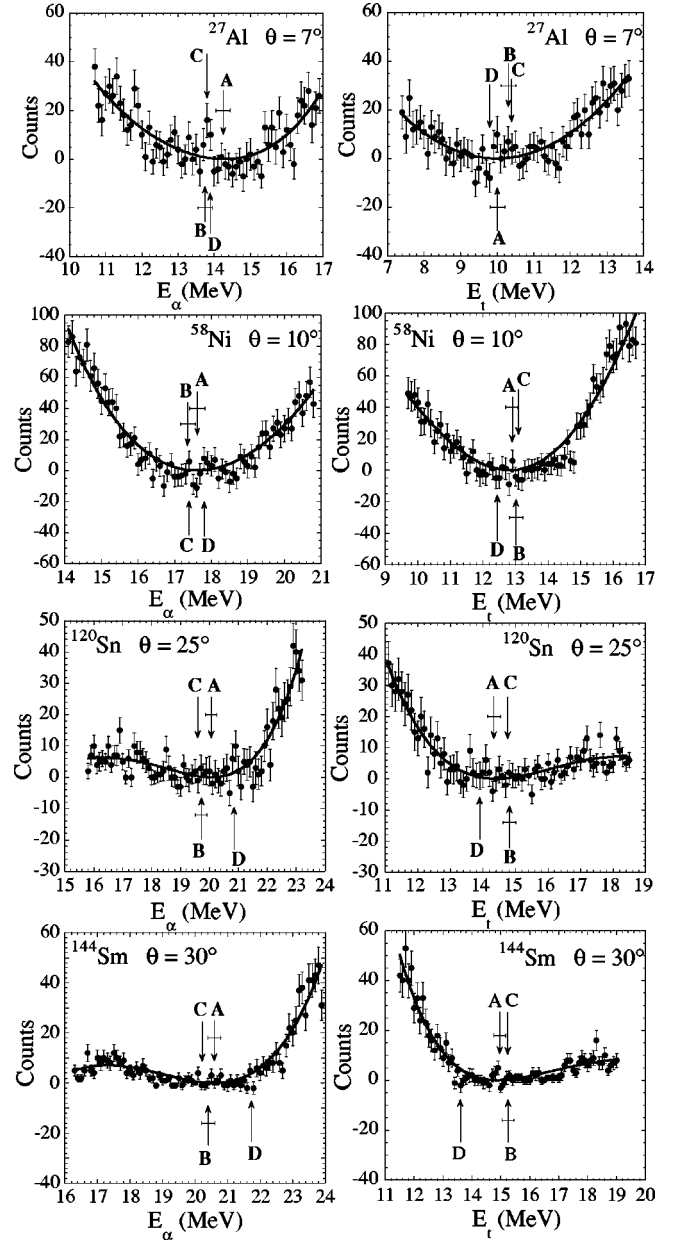 60
27Al θ = 7°
C
A
40
20
0
-20
-40
B
D
Counts
10 11 12 13 14 15 16 17
Eα (MeV)
60
27Al θ = 7°
B
D C
40
20
0
-20
-40
A
Counts
7 8 9 10 11 12 13 14
Et (MeV)
100
58Ni θ = 10°
80
60
A
B
40
20
0
-20
-40
C D
-60
Counts
14 15 16 17 18 19 20 21
Eα (MeV)
100
58Ni θ = 10°
80
60
A C
40
20
0
-20
-40
D B
-60
Counts
9 10 11 12 13 14 15 16 17
Et (MeV)
50
120Sn θ = 25°
40
30
C A
20
10
0
-10
-20
B D
-30
Counts
15 16 17 18 19 20 21 22 23 24
Eα (MeV)
50
120Sn θ = 25°
40
30
A C
20
10
0
-10
-20
D B
-30
Counts
11 12 13 14 15 16 17 18 19
Et (MeV)
60
144Sm θ = 30°
40
C A
20
0
-20
B D
-40
Counts
16 17 18 19 20 21 22 23 24
Eα (MeV)
60
144Sm θ = 30°
40
A C
20
0
-20
D B
-40
Counts
11 12 13 14 15 16 17 18 19 20
Et (MeV)